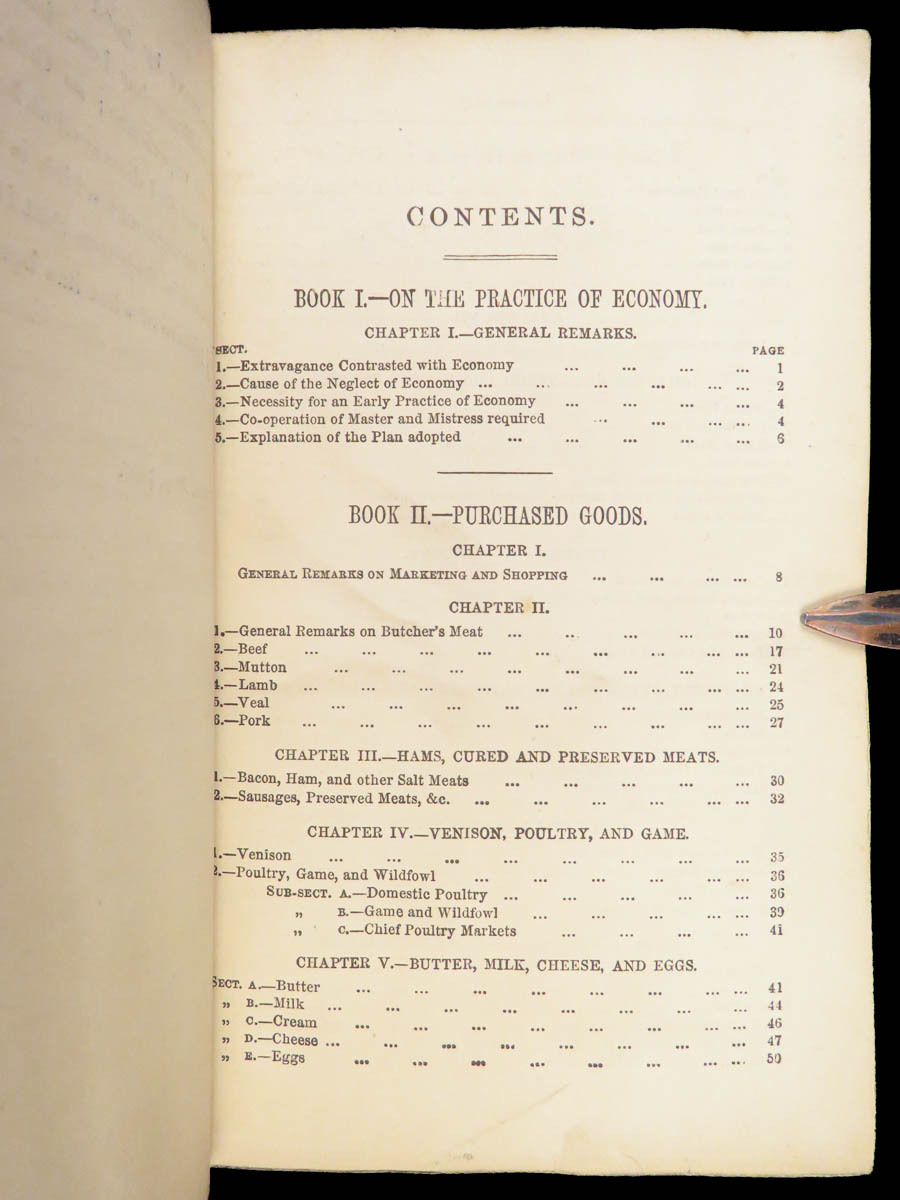 CONTENTS.
BOOK I.—ON THE PRACTICE OF ECONOMY.
CHAPTER I.—GENERAL REMARKS.
SECT. PAGE
1.—Extravagance Contrasted with Economy ... ... ... ... 1
2.—Cause of the Neglect of Economy ... ... ... ... ... ... 2
3.—Necessity for an Early Practice of Economy ... ... ... ... 4
4.—Co-operation of Master and Mistress required ... ... ... ... 4
5.—Explanation of the Plan adopted ... ... ... ... ... 6
BOOK II.—PURCHASED GOODS.
CHAPTER I.
GENERAL REMARKS ON MARKETING AND SHOPPING ... ... ... ... 8
CHAPTER II.
1.—General Remarks on Butcher's Meat ... ... ... ... ... 10
2.—Beef ... ... ... ... ... ... ... ... ... 17
3.—Mutton ... ... ... ... ... ... ... ... 21
4.—Lamb ... ... ... ... ... ... ... ... ... 24
5.—Veal ... ... ... ... ... ... ... ... 25
6.—Pork ... ... ... ... ... ... ... ... ... 27
CHAPTER III.—HAMS, CURED AND PRESERVED MEATS.
1.—Bacon, Ham, and other Salt Meats ... ... ... ... ... 30
2.—Sausages, Preserved Meats, &c. ... ... ... ... ... ... 32
CHAPTER IV.—VENISON, POULTRY, AND GAME.
1.—Venison ... ... ... ... ... ... ... ... 35
2.—Poultry, Game, and Wildfowl ... ... ... ... ... ... 36
SUB-SECT. A.—Domestic Poultry ... ... ... ... ... 36
„ B.—Game and Wildfowl ... ... ... ... ... 39
„ C.—Chief Poultry Markets ... ... ... ... 41
CHAPTER V.—BUTTER, MILK, CHEESE, AND EGGS.
SECT. A.—Butter ... ... ... ... ... ... ... ... 41
„ B.—Milk ... ... ... ... ... ... ... ... 44
„ C.—Cream ... ... ... ... ... ... ... ... 46
„ D.—Cheese ... ... ... ... ... ... ... ... 47
„ E.—Eggs ... ... ... ... ... ... ... ... 50